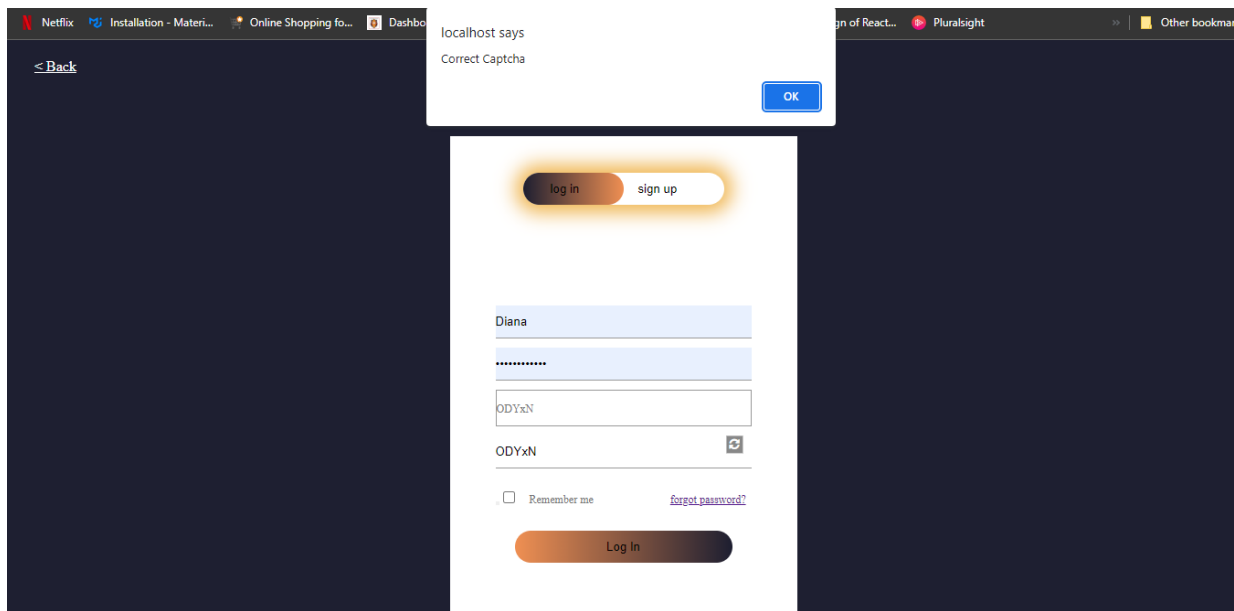 Netflix Installation - Materi... Online Shopping fo... Dashbo gn of React... Pluralsight » Other bookmar
localhost says
Correct Captcha
OK
< Back
log in sign up
Diana
••••••••••••
ODYxN
ODYxN
Remember me forgot password?
Log In